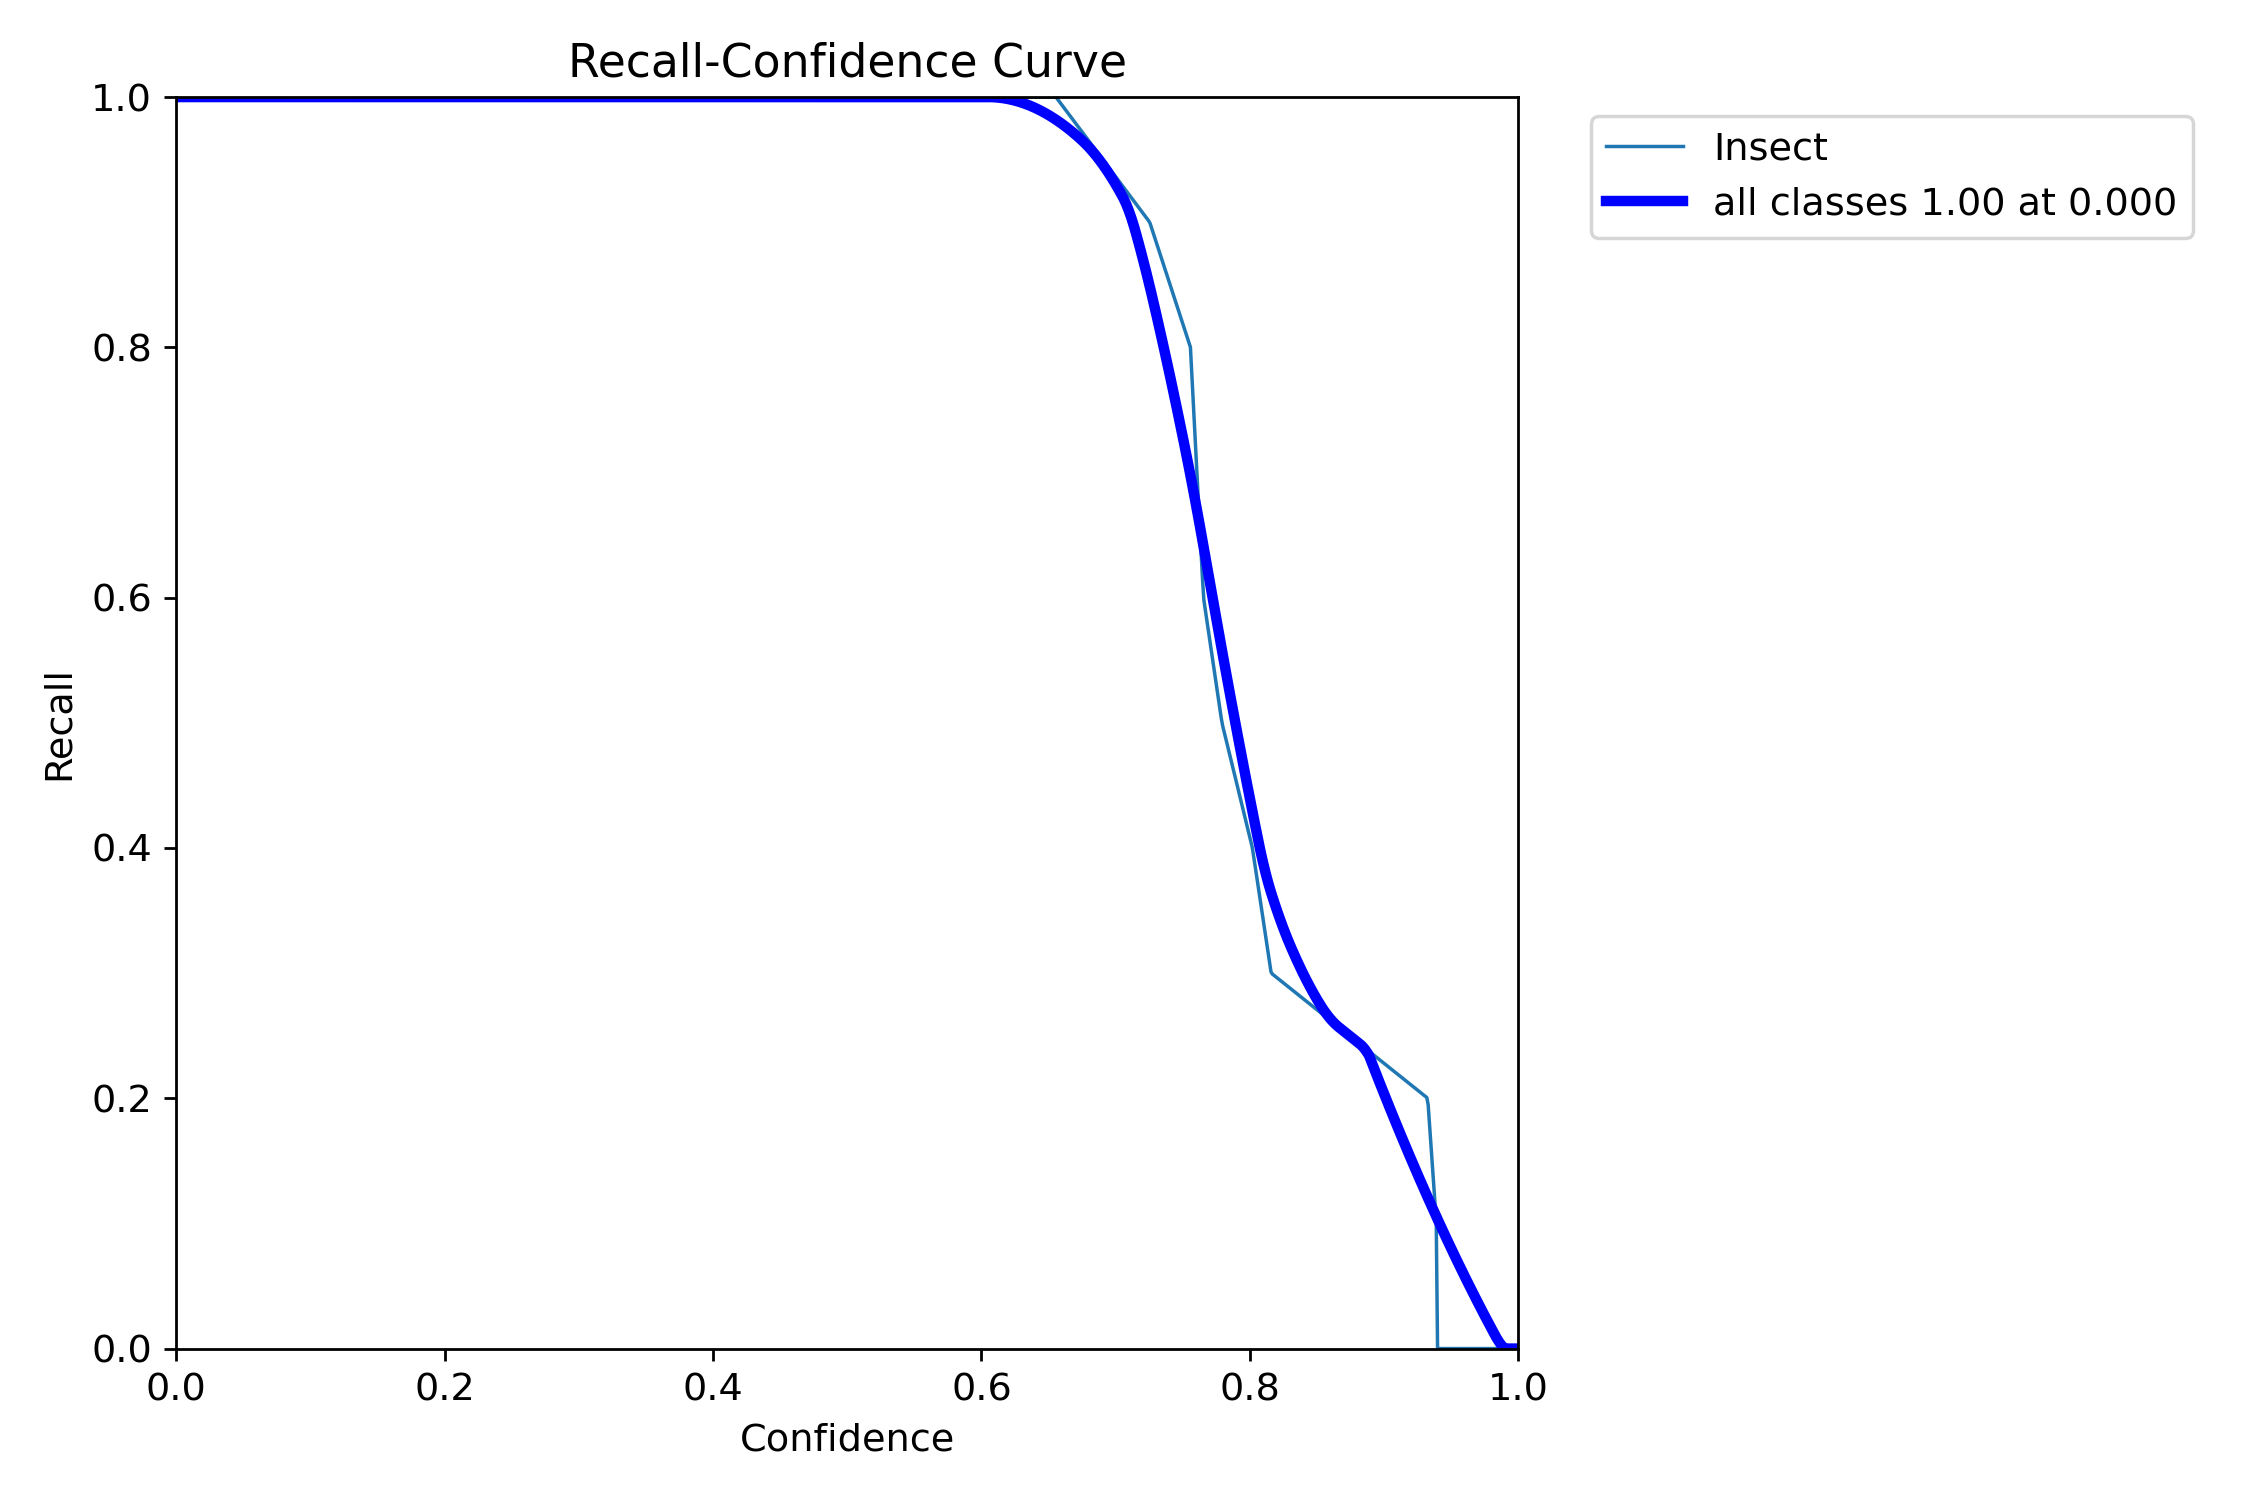 Recall-Confidence Curve
Insect
all classes 1.00 at 0.000
1.0
0.8
0.6
0.4
0.2
0.0
Recall
0.0 0.2 0.4 0.6 0.8 1.0
Confidence